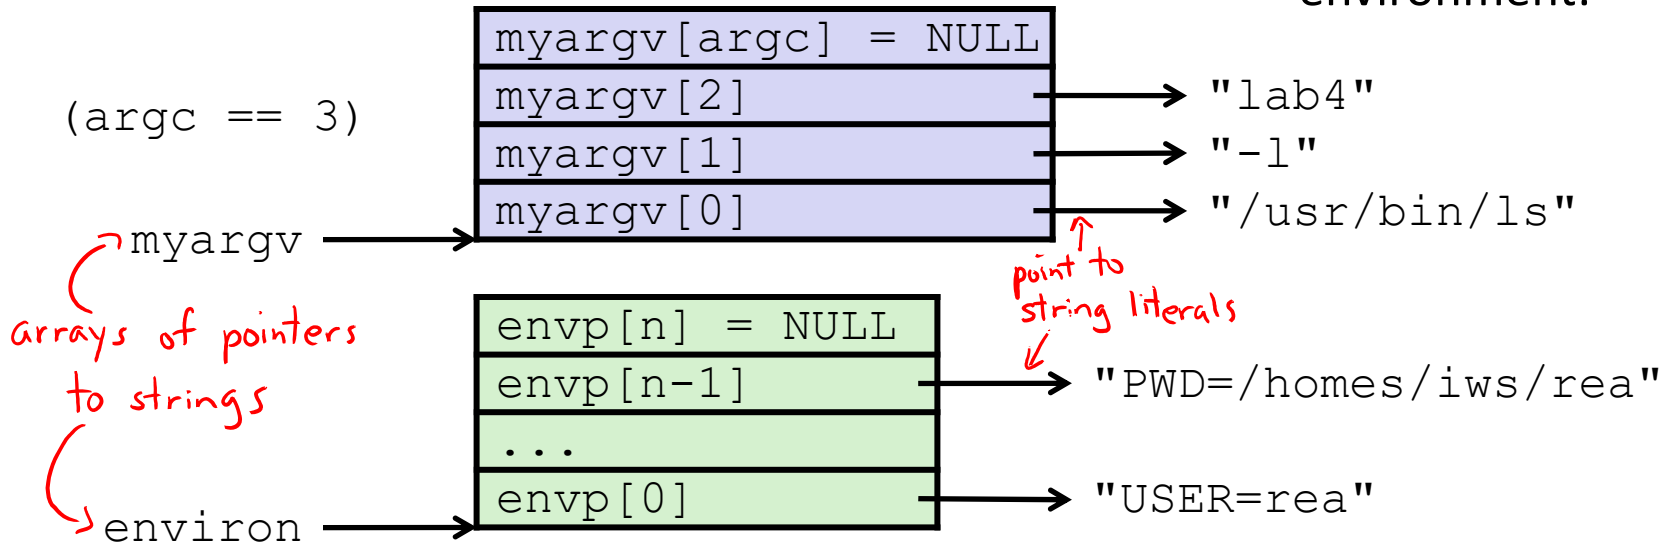 environment.
myargv[argc] = NULL
(argc == 3)
myargv[2]
"lab4"
myargv[1]
"-l"
myargv[0]
"/usr/bin/ls"
myargv
point to
string literals
arrays of pointers
to strings
envp[n] = NULL
envp[n-1]
"PWD=/homes/iws/rea"
...
envp[0]
"USER=rea"
environ